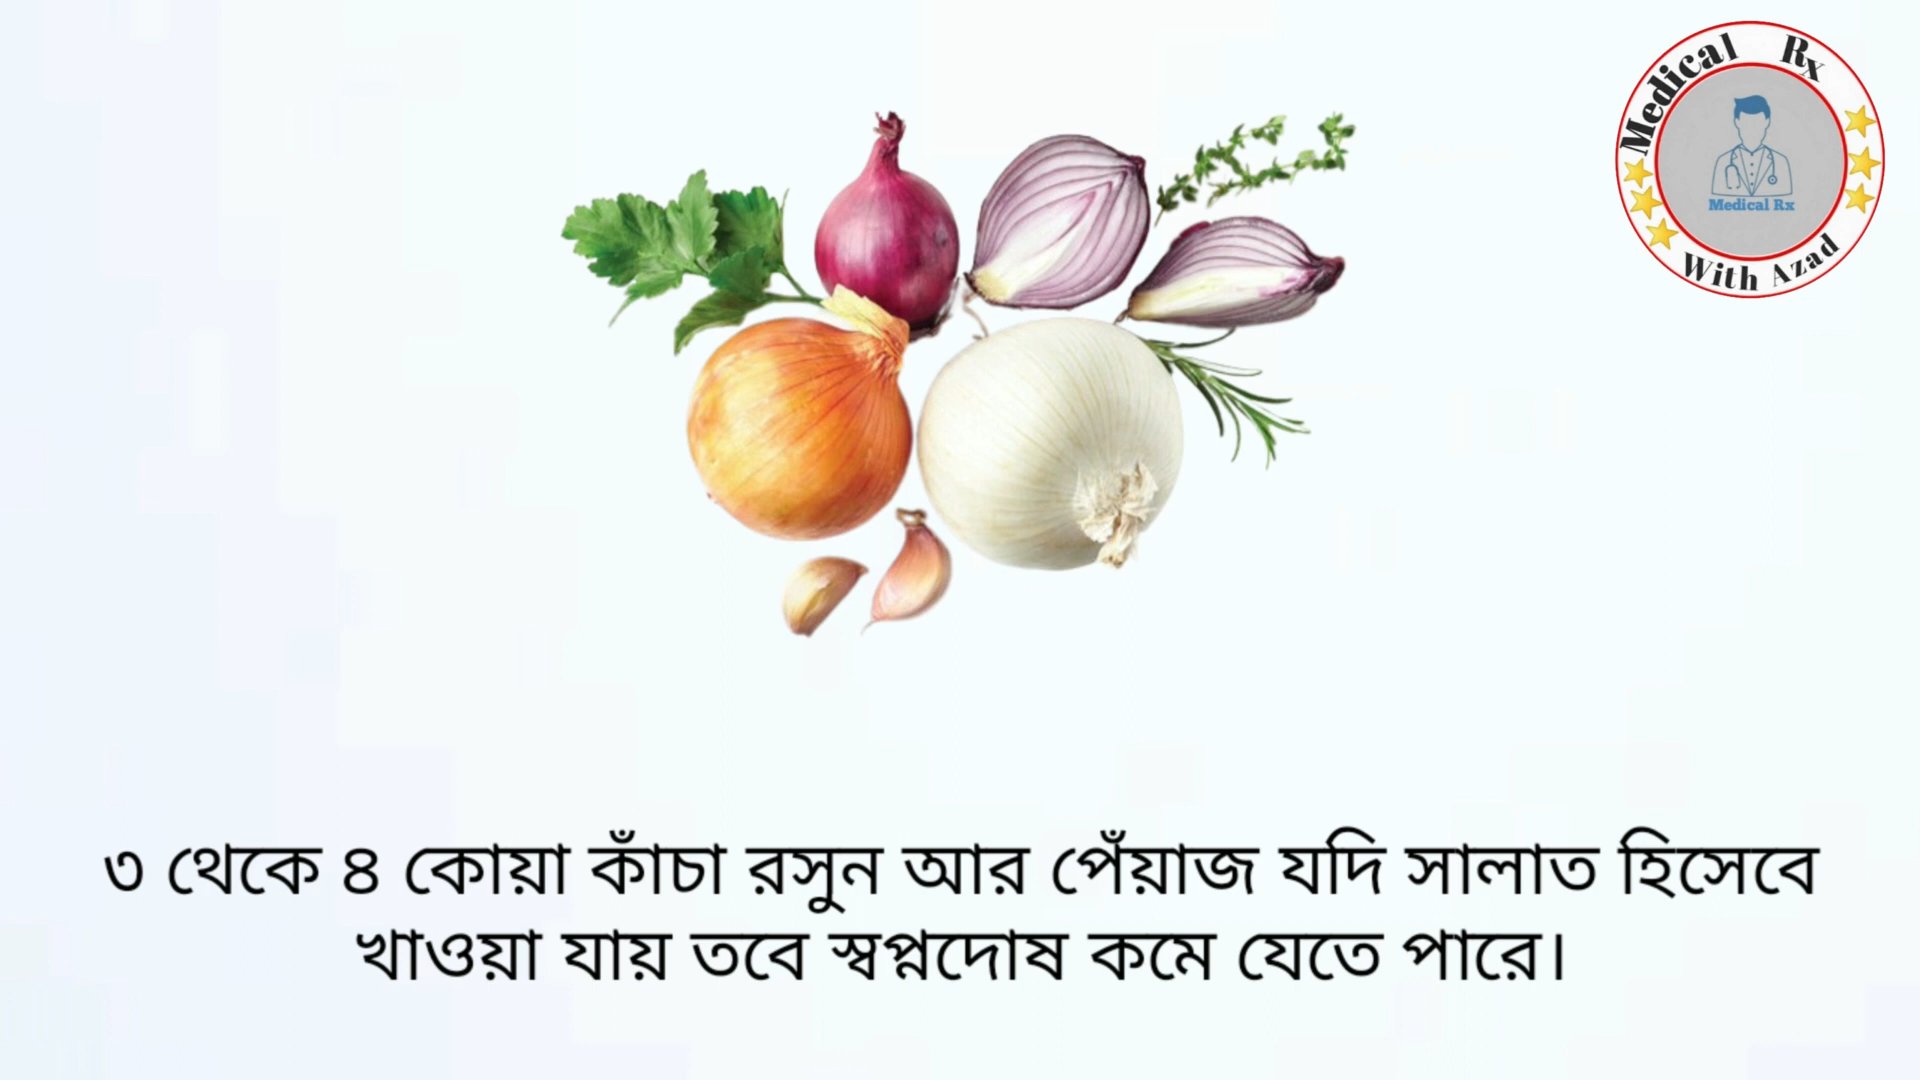 Medical Rx
Medical Rx
With Azad
৩ থেকে ৪ কোয়া কাঁচা রসুন আর পেঁয়াজ যদি সালাত হিসেবে
খাওয়া যায় তবে স্বপ্নদোষ কমে যেতে পারে।